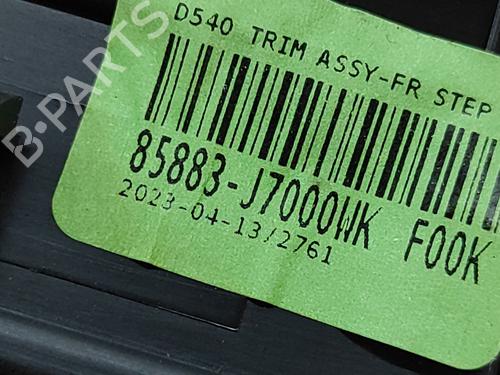 D540 TRIM ASSY-FR STEP
85883-J7000WK F00K
2023-04-13/2761
B-PARTS